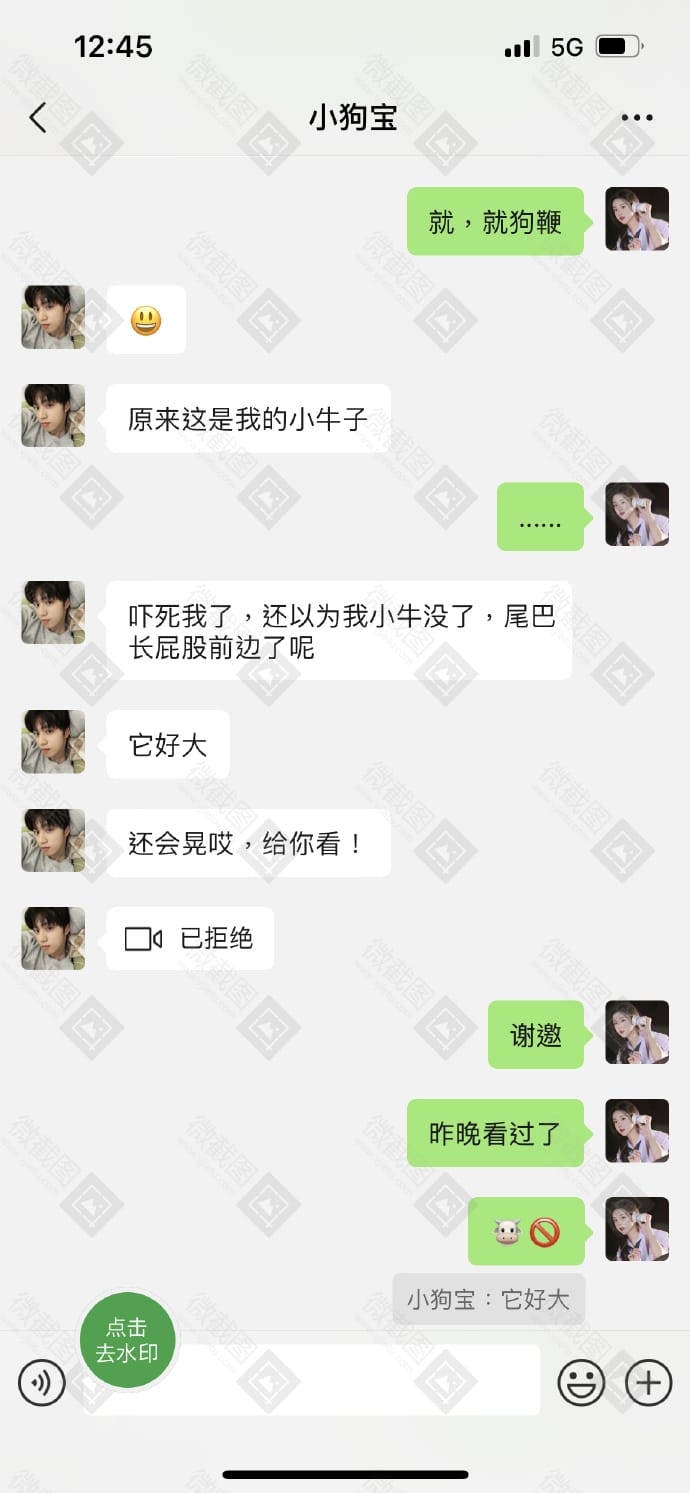 12:45
5G
小狗宝
就，就狗鞭
😃
原来这是我的小牛子
······
吓死我了，还以为我小牛没了，尾巴
长屁股前边了呢
它好大
还会晃哎，给你看！
已拒绝
谢邀
昨晚看过了
🐮🚫
小狗宝：它好大
点击
去水印
微截图